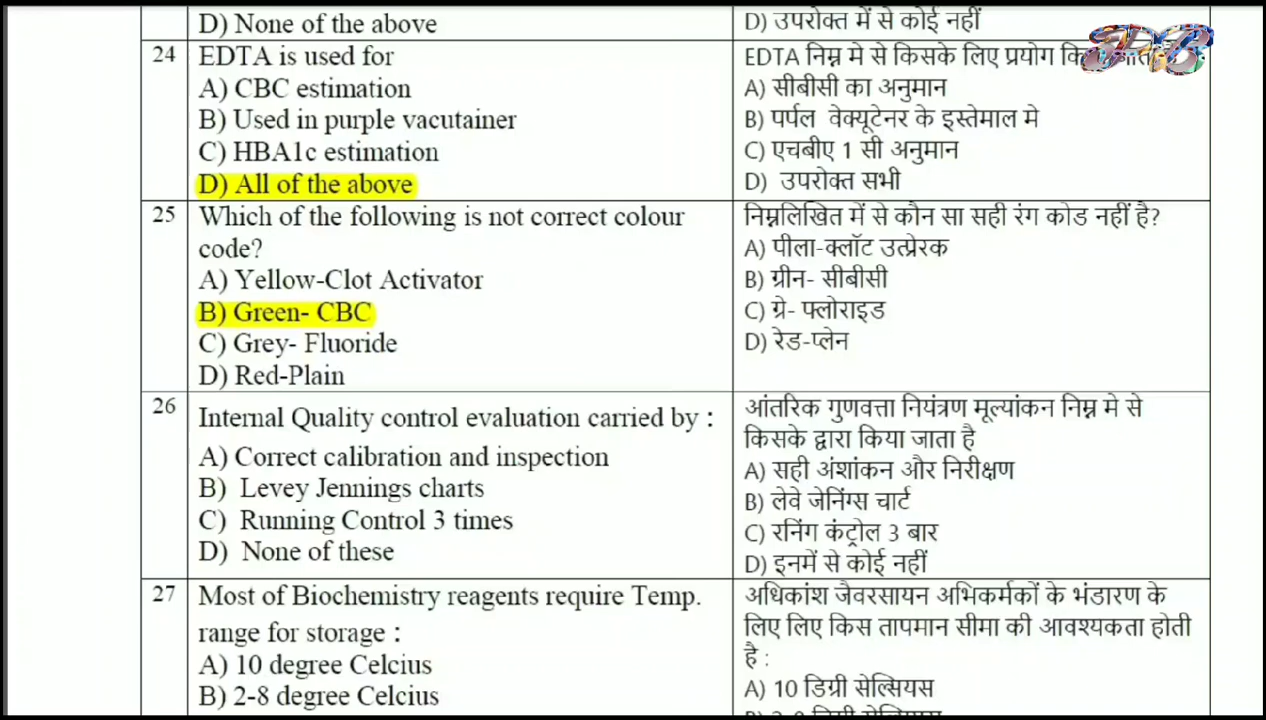 D) None of the above
D) उपरोक्त में से कोई नहीं
24
EDTA is used for
A) CBC estimation
B) Used in purple vacutainer
C) HBA1c estimation
D) All of the above
EDTA निम्न मे से किसके लिए प्रयोग
A) सीबीसी का अनुमान
B) पर्पल वेक्यूटेनर के इस्तेमाल मे
C) एचबीए 1 सी अनुमान
D) उपरोक्त सभी
25
Which of the following is not correct colour
code?
A) Yellow-Clot Activator
B) Green- CBC
C) Grey- Fluoride
D) Red-Plain
निम्नलिखित में से कौन सा सही रंग कोड नहीं है?
A) पीला-क्लॉट उत्प्रेरक
B) ग्रीन- सीबीसी
C) ग्रे- फ्लोराइड
D) रेड-प्लेन
26
Internal Quality control evaluation carried by :
A) Correct calibration and inspection
B) Levey Jennings charts
C) Running Control 3 times
D) None of these
आंतरिक गुणवत्ता नियंत्रण मूल्यांकन निम्न मे से
किसके द्वारा किया जाता है
A) सही अंशांकन और निरीक्षण
B) लेवे जेनिंग्स चार्ट
C) रनिंग कंट्रोल 3 बार
D) इनमें से कोई नहीं
27
Most of Biochemistry reagents require Temp.
range for storage :
A) 10 degree Celcius
B) 2-8 degree Celcius
अधिकांश जैवरसायन अभिकर्मकों के भंडारण के
लिए लिए किस तापमान सीमा की आवश्यकता होती
है :
A) 10 डिग्री सेल्सियस